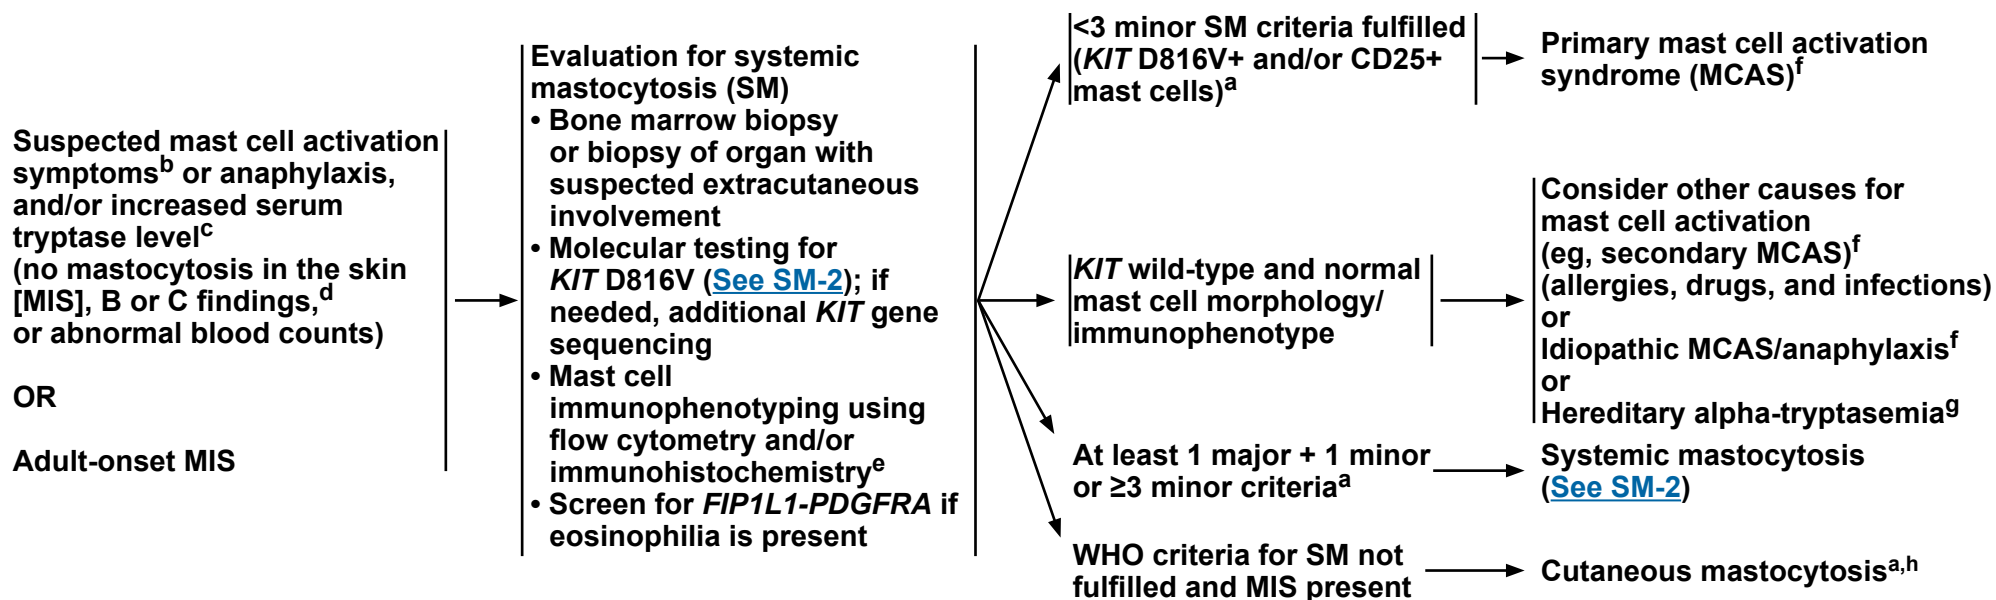 Suspected mast cell activation
symptomsb or anaphylaxis,
and/or increased serum
tryptase levelc
(no mastocytosis in the skin
[MIS], B or C findings,d
or abnormal blood counts)
OR
Adult-onset MIS
Evaluation for systemic
mastocytosis (SM)
• Bone marrow biopsy
or biopsy of organ with
suspected extracutaneous
involvement
• Molecular testing for
KIT D816V (See SM-2); if
needed, additional KIT gene
sequencing
• Mast cell
immunophenotyping using
flow cytometry and/or
immunohistochemistrye
• Screen for FIP1L1-PDGFRA if
eosinophilia is present
<3 minor SM criteria fulfilled
(KIT D816V+ and/or CD25+
mast cells)a
Primary mast cell activation
syndrome (MCAS)f
KIT wild-type and normal
mast cell morphology/
immunophenotype
Consider other causes for
mast cell activation
(eg, secondary MCAS)f
(allergies, drugs, and infections)
or
Idiopathic MCAS/anaphylaxisf
or
Hereditary alpha-tryptasemiag
At least 1 major + 1 minor
or ≥3 minor criteriaa
Systemic mastocytosis
(See SM-2)
WHO criteria for SM not
fulfilled and MIS present
Cutaneous mastocytosisa,h